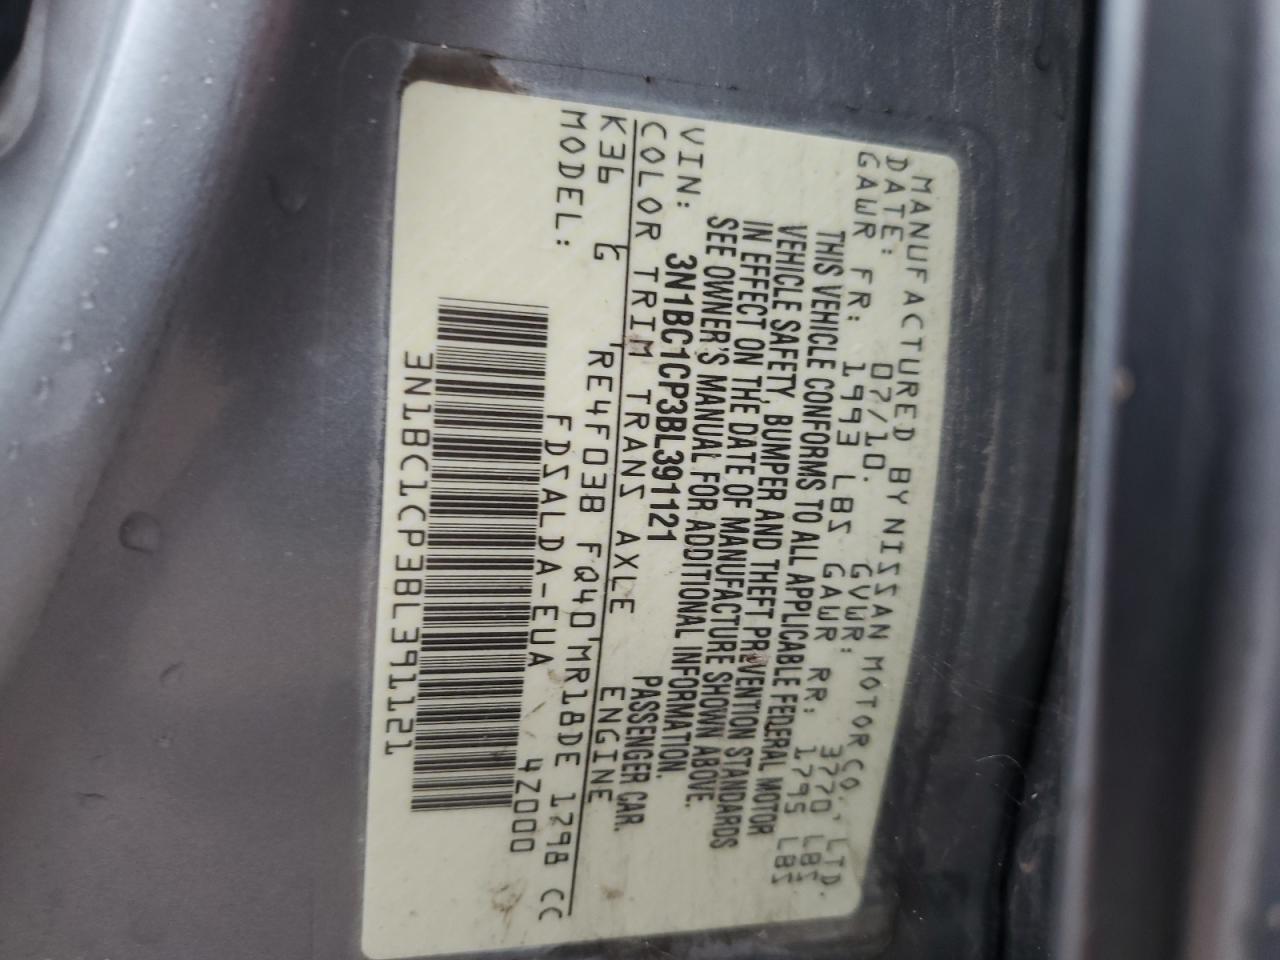 MANUFACTURED BY NISSAN MOTOR CO., LTD.
DATE: 07/10. GVWR: 3770 LBS
GAWR FR: 1993 LBS GAWR RR: 1795 LBS
THIS VEHICLE CONFORMS TO ALL APPLICABLE FEDERAL MOTOR
VEHICLE SAFETY, BUMPER AND THEFT PREVENTION STANDARDS
IN EFFECT ON THE DATE OF MANUFACTURE SHOWN ABOVE.
SEE OWNER'S MANUAL FOR ADDITIONAL INFORMATION.
VIN: 3N1BC1CP3BL391121 PASSENGER CAR.
COLOR TRIM TRANS AXLE ENGINE
K36 G RE4F03B FQ40 MR18DE 1798 CC
MODEL: FDSALDA-EUA 4Z000
3N1BC1CP3BL391121